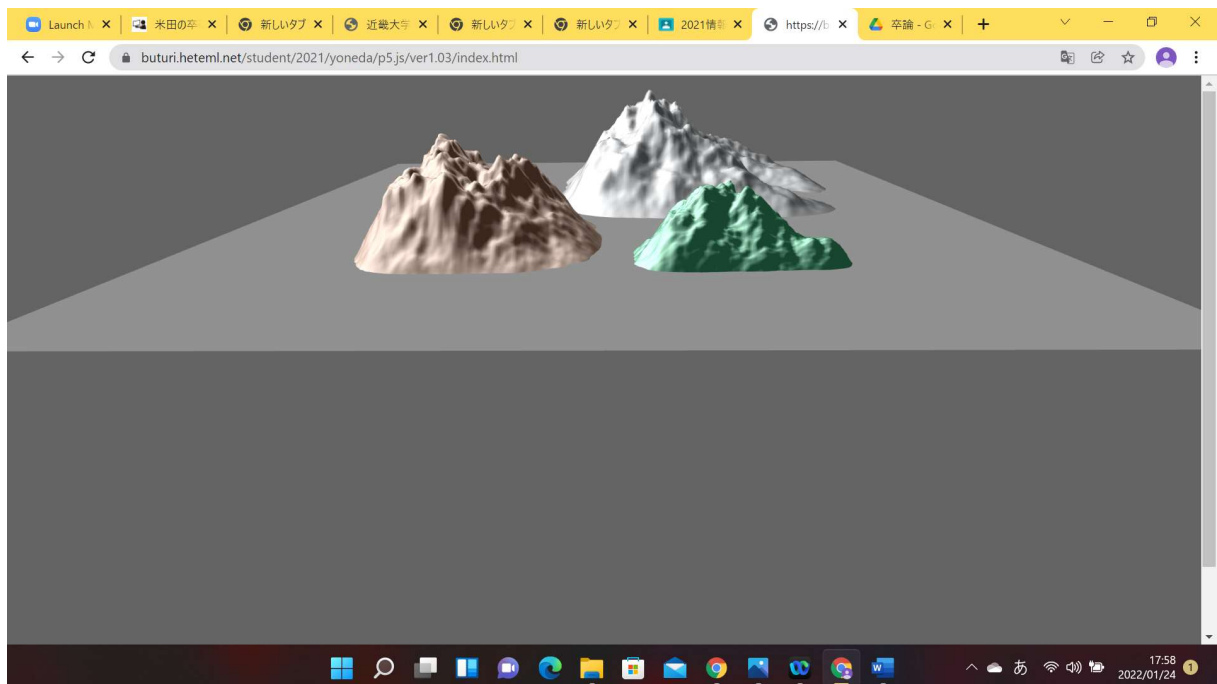 Launch 米田の卒 新しいタブ 近畿大学 新しいタブ 新しいタブ 2021情報 https://b 卒論 - G
buturi.heteml.net/student/2021/yoneda/p5.js/ver1.03/index.html
あ 17:58
2022/01/24 1